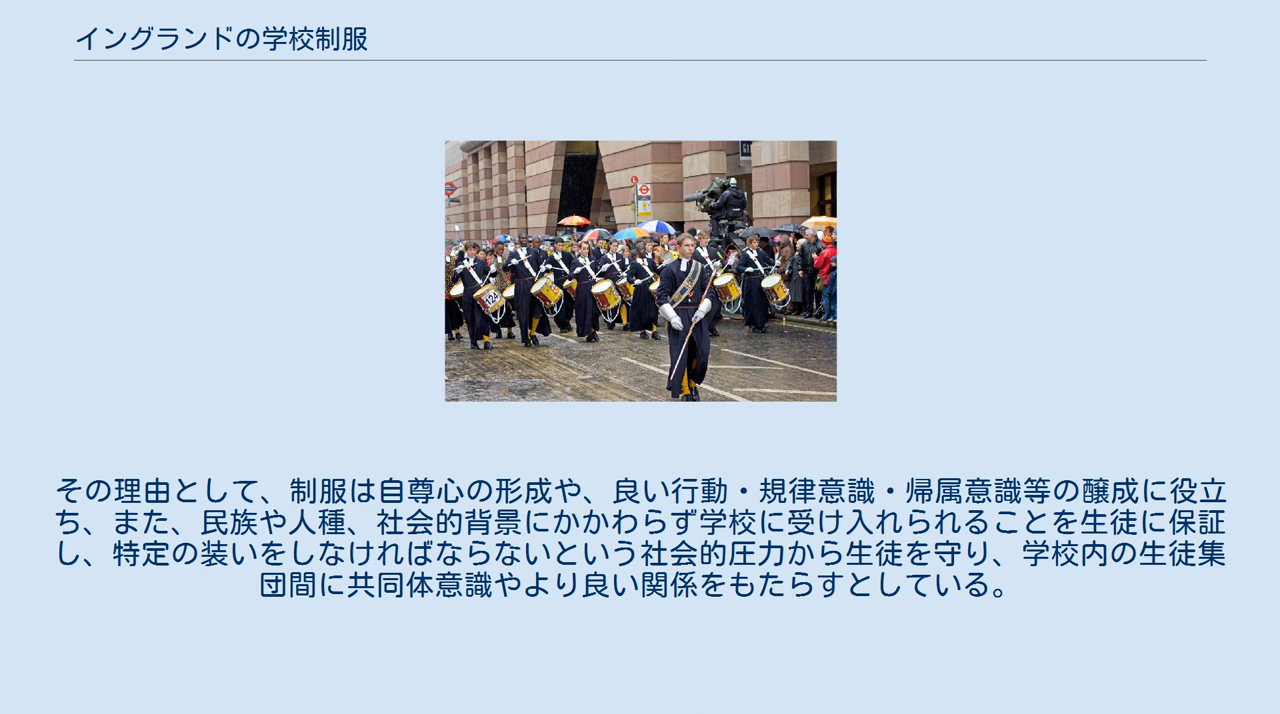 イングランドの学校制服
124
その理由として、制服は自尊心の形成や、良い行動・規律意識・帰属意識等の醸成に役立
ち、また、民族や人種、社会的背景にかかわらず学校に受け入れられることを生徒に保証
し、特定の装いをしなければならないという社会的圧力から生徒を守り、学校内の生徒集
団間に共同体意識やより良い関係をもたらすとしている。